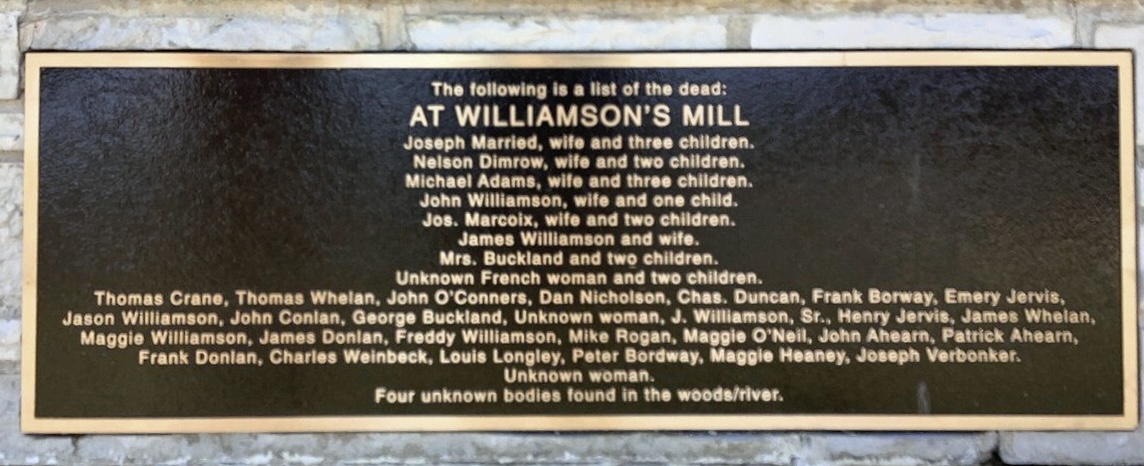 The following is a list of the dead:
AT WILLIAMSON'S MILL
Joseph Married, wife and three children.
Nelson Dimrow, wife and two children.
Michael Adams, wife and three children.
John Williamson, wife and one child.
Jos. Marcoix, wife and two children.
James Williamson and wife.
Mrs. Buckland and two children.
Unknown French woman and two children.
Thomas Crane, Thomas Whelan, John O'Conners, Dan Nicholson, Chas. Duncan, Frank Borway, Emery Jervis,
Jason Williamson, John Conlan, George Buckland, Unknown woman, J. Williamson, Sr., Henry Jervis, James Whelan,
Maggie Williamson, James Donlan, Freddy Williamson, Mike Rogan, Maggie O'Neil, John Ahearn, Patrick Ahearn,
Frank Donlan, Charles Weinbeck, Louis Longley, Peter Bordway, Maggie Heaney, Joseph Verbonker.
Unknown woman.
Four unknown bodies found in the woods/river.